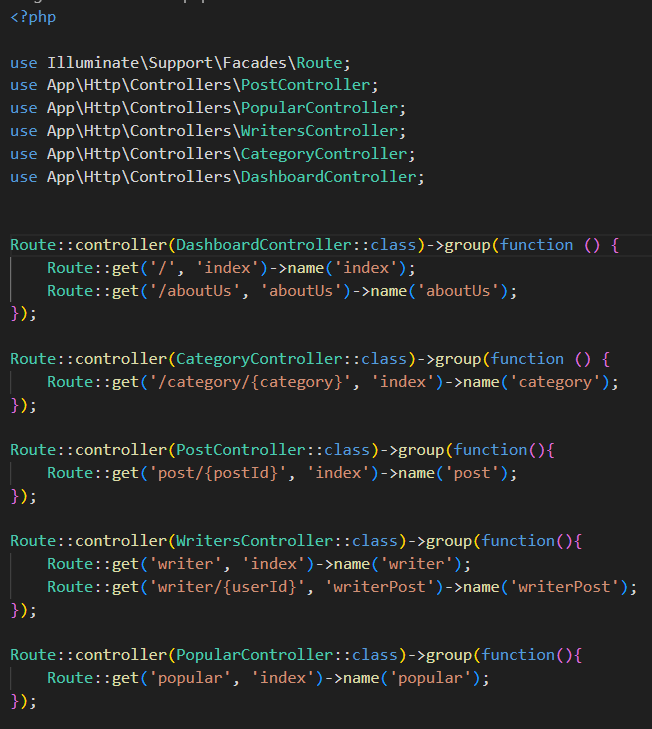 <?php
use Illuminate\Support\Facades\Route;
use App\Http\Controllers\PostController;
use App\Http\Controllers\PopularController;
use App\Http\Controllers\WritersController;
use App\Http\Controllers\CategoryController;
use App\Http\Controllers\DashboardController;
Route::controller(DashboardController::class)->group(function () {
    Route::get('/', 'index')->name('index');
    Route::get('/aboutUs', 'aboutUs')->name('aboutUs');
});
Route::controller(CategoryController::class)->group(function () {
    Route::get('/category/{category}', 'index')->name('category');
});
Route::controller(PostController::class)->group(function(){
    Route::get('post/{postId}', 'index')->name('post');
});
Route::controller(WritersController::class)->group(function(){
    Route::get('writer', 'index')->name('writer');
    Route::get('writer/{userId}', 'writerPost')->name('writerPost');
});
Route::controller(PopularController::class)->group(function(){
    Route::get('popular', 'index')->name('popular');
});